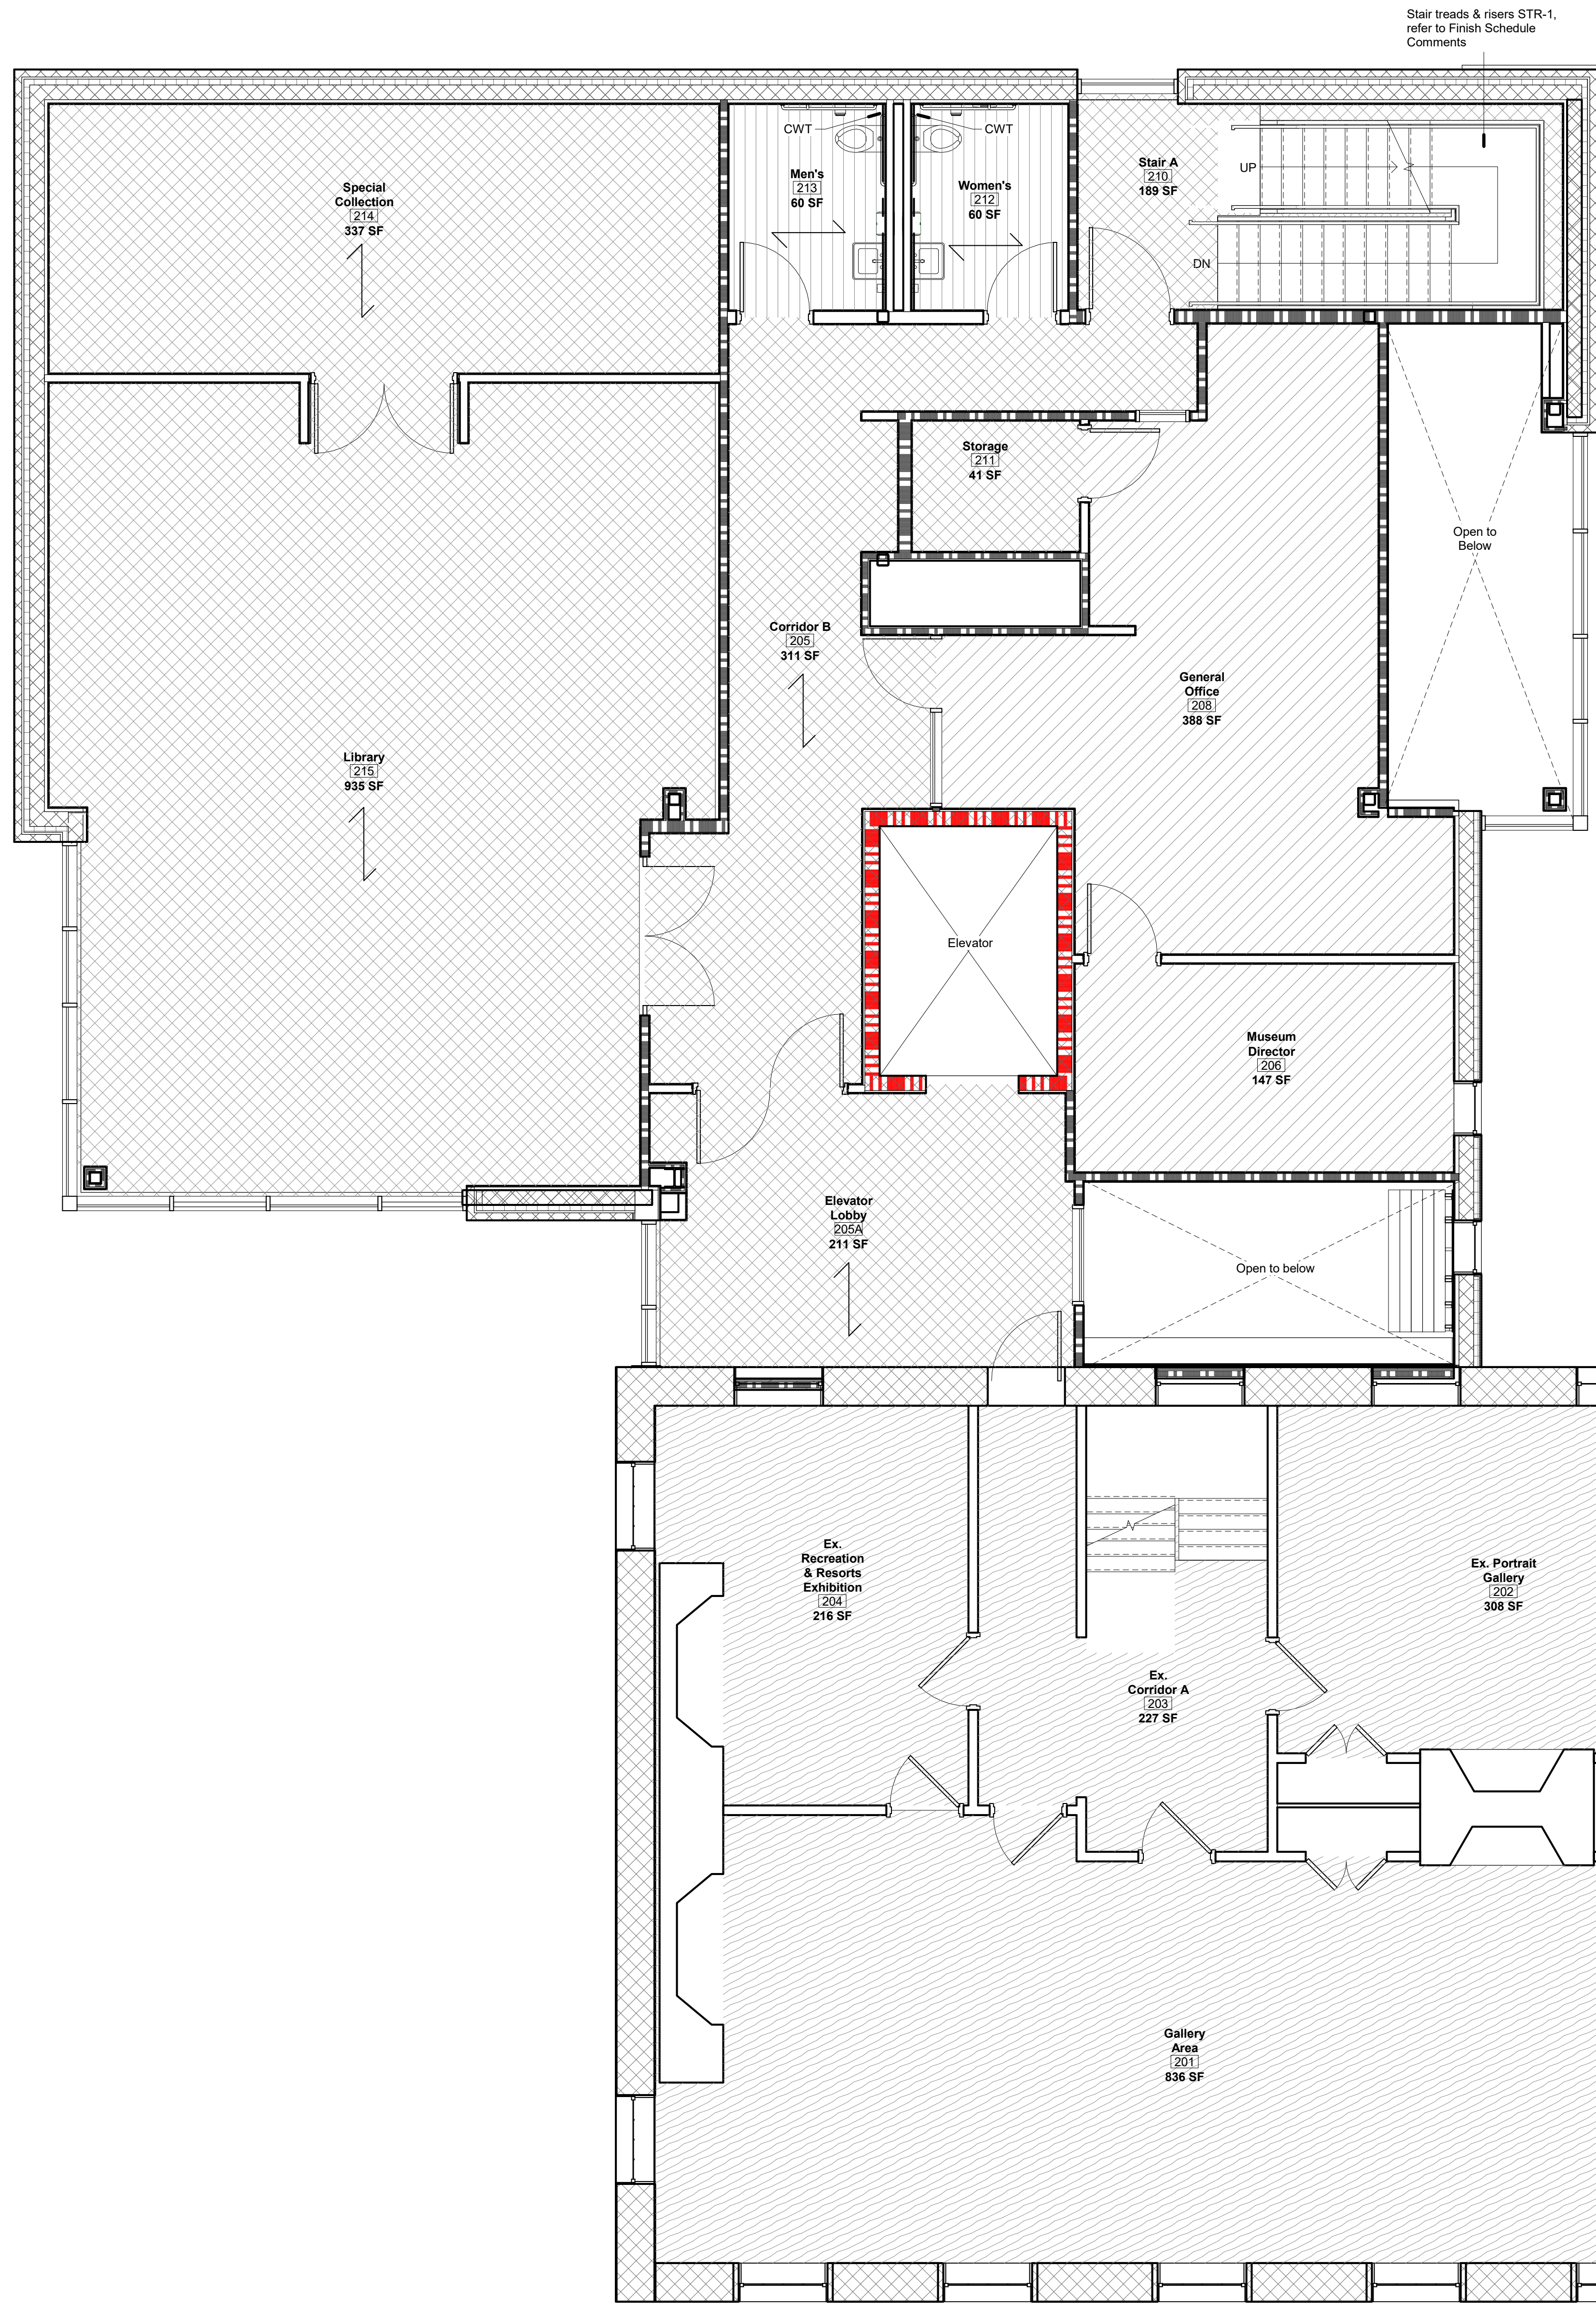 Stair treads & risers STR-1,
refer to Finish Schedule
Comments
CWT
CWT
Men's
213
60 SF
Women's
212
60 SF
Stair A
210
189 SF
UP
DN
Special
Collection
214
337 SF
Storage
211
41 SF
Open to
Below
Corridor B
205
311 SF
General
Office
208
388 SF
Library
215
935 SF
Elevator
Museum
Director
206
147 SF
Elevator
Lobby
205A
211 SF
Open to below
Ex.
Recreation
& Resorts
Exhibition
204
216 SF
Ex. Portrait
Gallery
202
308 SF
Ex.
Corridor A
203
227 SF
Gallery
Area
201
836 SF